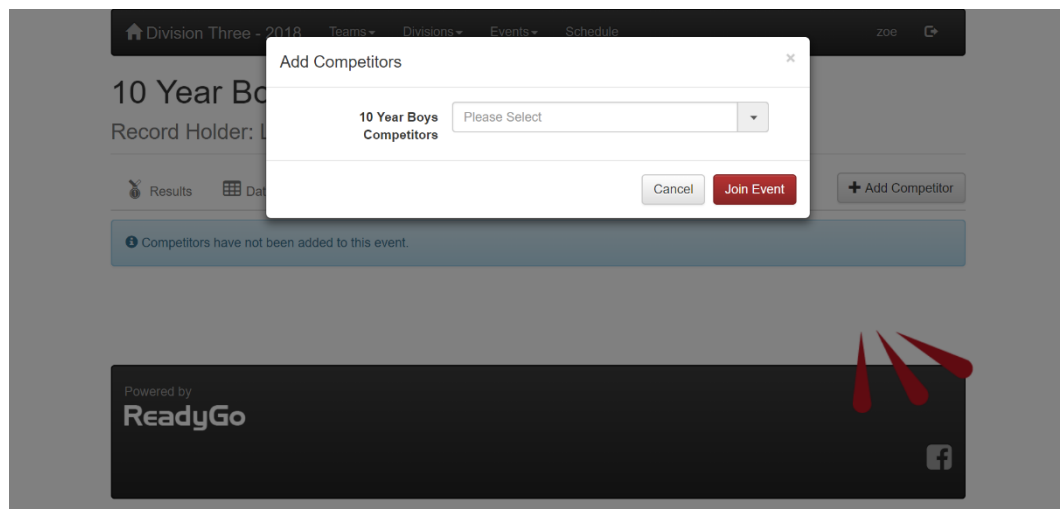 Division Three - 2018 Teams Divisions Events Schedule zoe
Add Competitors ×
10 Year Bo
Record Holder: L
10 Year Boys
Competitors
Please Select
Results Dat
Cancel Join Event
Add Competitor
Competitors have not been added to this event.
Powered by
ReadyGo